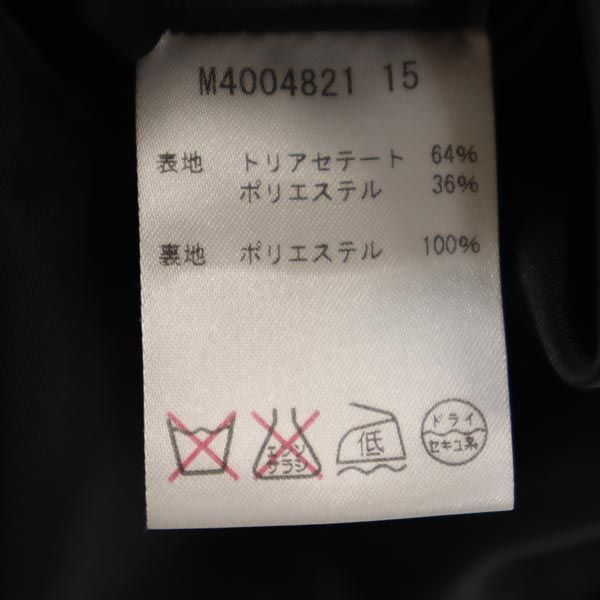 M4004821 15
表地 トリアセテート 64%
ポリエステル 36%
裏地 ポリエステル 100%
エンソ
サラシ
低
ドライ
セキユ系